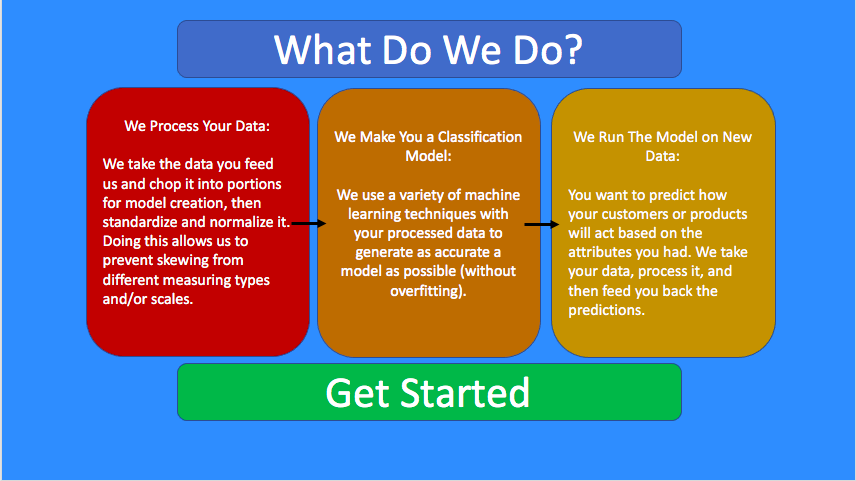 What Do We Do?
We Process Your Data:
We take the data you feed
us and chop it into portions
for model creation, then
standardize and normalize it.
Doing this allows us to
prevent skewing from
different measuring types
and/or scales.
We Make You a Classification
Model:
We use a variety of machine
learning techniques with
your processed data to
generate as accurate a
model as possible (without
overfitting).
We Run The Model on New
Data:
You want to predict how
your customers or products
will act based on the
attributes you had. We take
your data, process it, and
then feed you back the
predictions.
Get Started